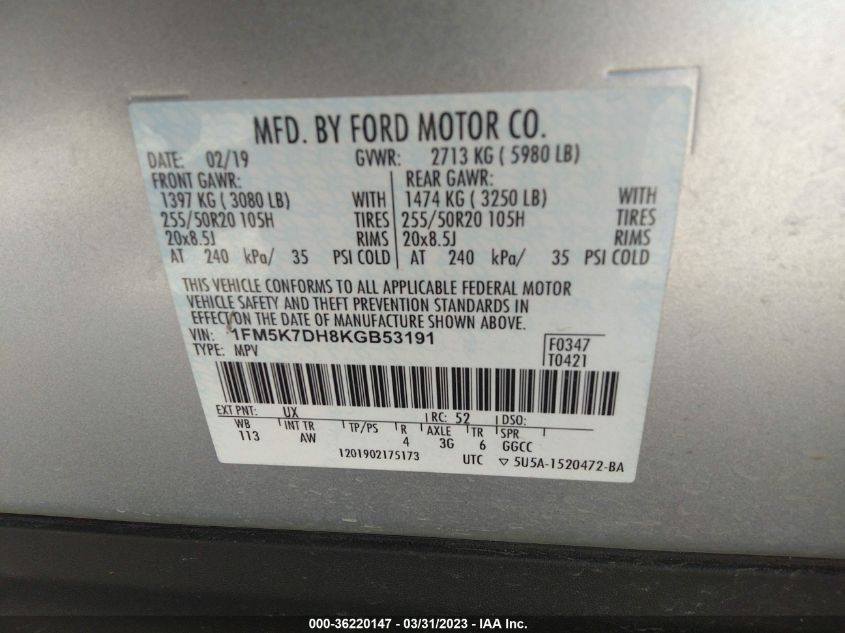 MFD. BY FORD MOTOR CO.
DATE: 02/19 GVWR: 2713 KG ( 5980 LB)
FRONT GAWR: REAR GAWR:
1397 KG ( 3080 LB) WITH 1474 KG ( 3250 LB) WITH
255/50R20 105H TIRES 255/50R20 105H TIRES
20x8.5J RIMS 20x8.5J RIMS
AT 240 kPa/ 35 PSI COLD AT 240 kPa/ 35 PSI COLD
THIS VEHICLE CONFORMS TO ALL APPLICABLE FEDERAL MOTOR
VEHICLE SAFETY AND THEFT PREVENTION STANDARDS IN
EFFECT ON THE DATE OF MANUFACTURE SHOWN ABOVE.
VIN: 1FM5K7DH8KGB53191
TYPE: MPV
F0347
T0421
EXT PNT: UX RC: 52 DSO:
WB INT TR TP/PS R AXLE TR SPR
113 AW 4 3G 6 GGCC
1201902175173 UTC ▽ 5U5A-1520472-BA
000-36220147 - 03/31/2023 - IAA Inc.